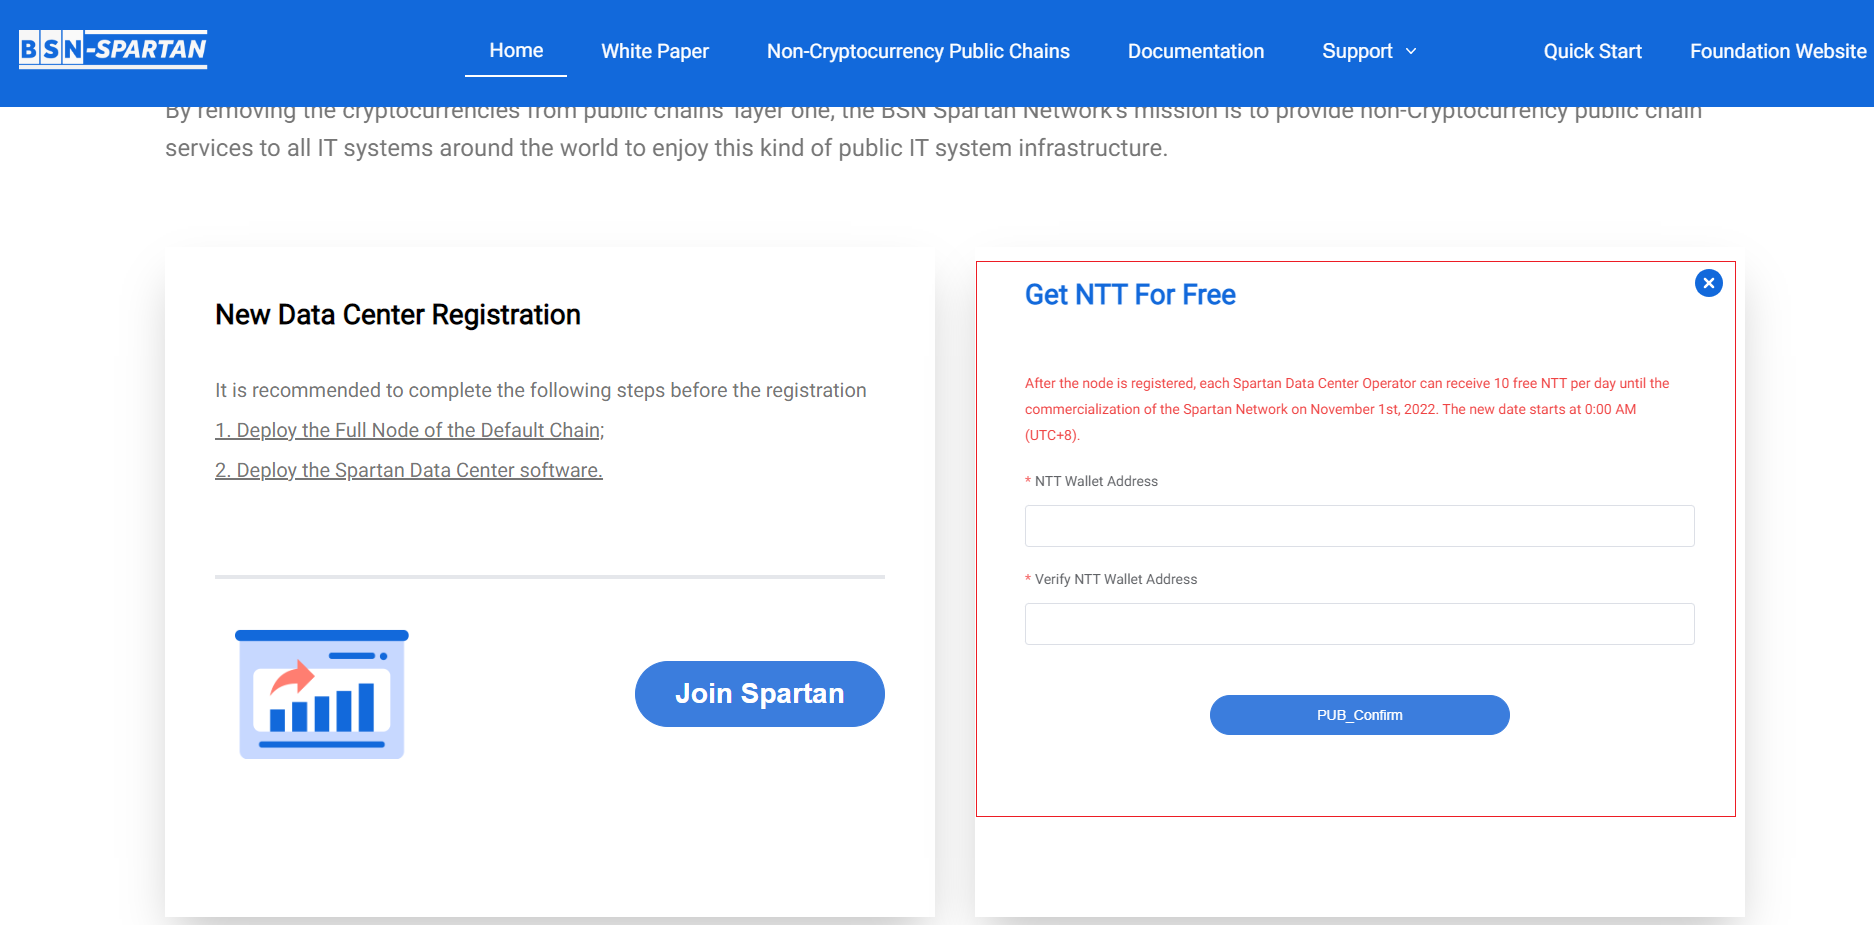 BSN-SPARTAN
Home
White Paper
Non-Cryptocurrency Public Chains
Documentation
Support
Quick Start
Foundation Website
By removing the cryptocurrencies from public chains' layer one, the BSN Spartan Network's mission is to provide non-Cryptocurrency public chain
services to all IT systems around the world to enjoy this kind of public IT system infrastructure.
New Data Center Registration
It is recommended to complete the following steps before the registration
1. Deploy the Full Node of the Default Chain;
2. Deploy the Spartan Data Center software.
Join Spartan
Get NTT For Free
After the node is registered, each Spartan Data Center Operator can receive 10 free NTT per day until the
commercialization of the Spartan Network on November 1st, 2022. The new date starts at 0:00 AM
(UTC+8).
* NTT Wallet Address
* Verify NTT Wallet Address
PUB_Confirm